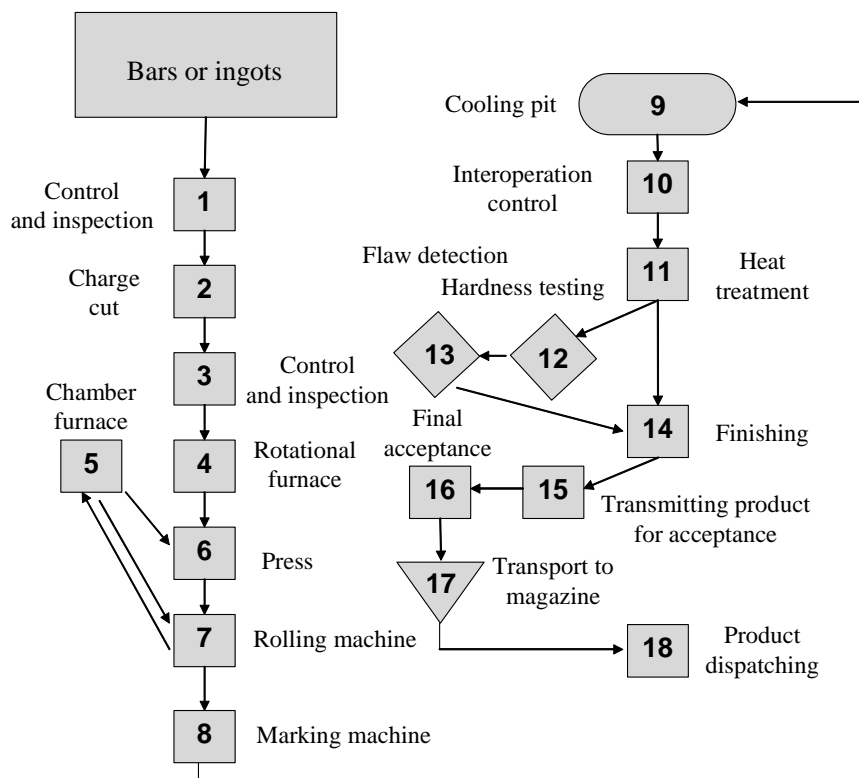 Bars or ingots
1
Control
and inspection
2
Charge
cut
3
Control
and inspection
Chamber
furnace
5
4
Rotational
furnace
6
Press
7
Rolling machine
8
Marking machine
Cooling pit
9
Interoperation
control
10
11
Heat
treatment
Flaw detection
Hardness testing
12
13
14
Finishing
15
Transmitting product
for acceptance
Final
acceptance
16
17
Transport to
magazine
18
Product
dispatching